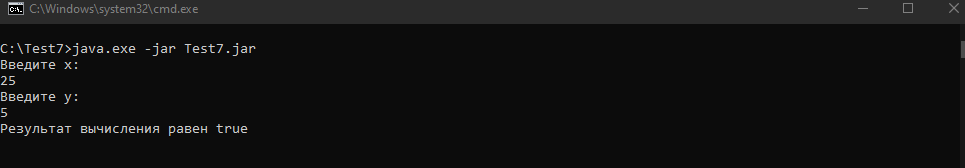 C:\Windows\system32\cmd.exe
C:\Test7>java.exe -jar Test7.jar
Введите x:
25
Введите y:
5
Результат вычисления равен true